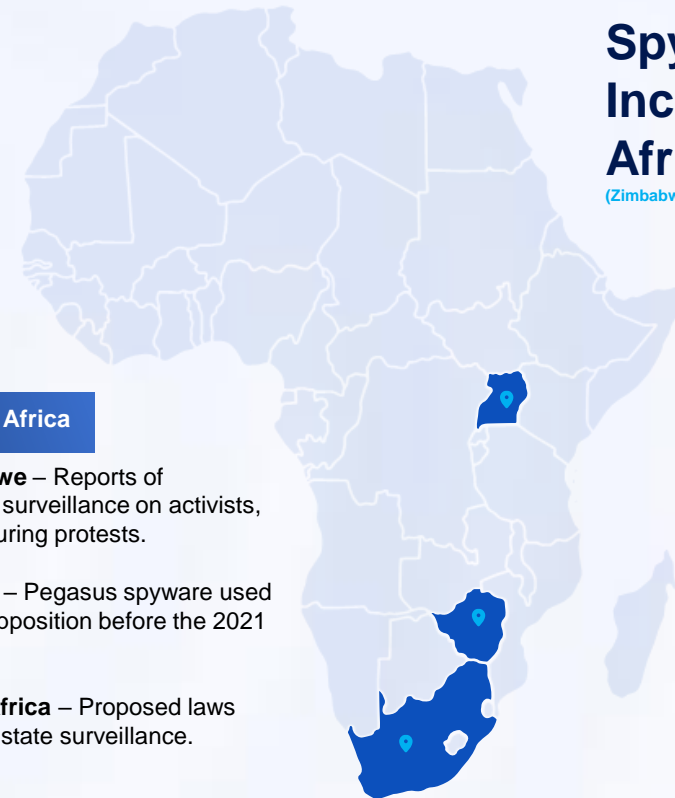 Spy
Inc
Afr
(Zimbabw
Africa
we – Reports of
surveillance on activists,
uring protests.
– Pegasus spyware used
pposition before the 2021
frica – Proposed laws
state surveillance.